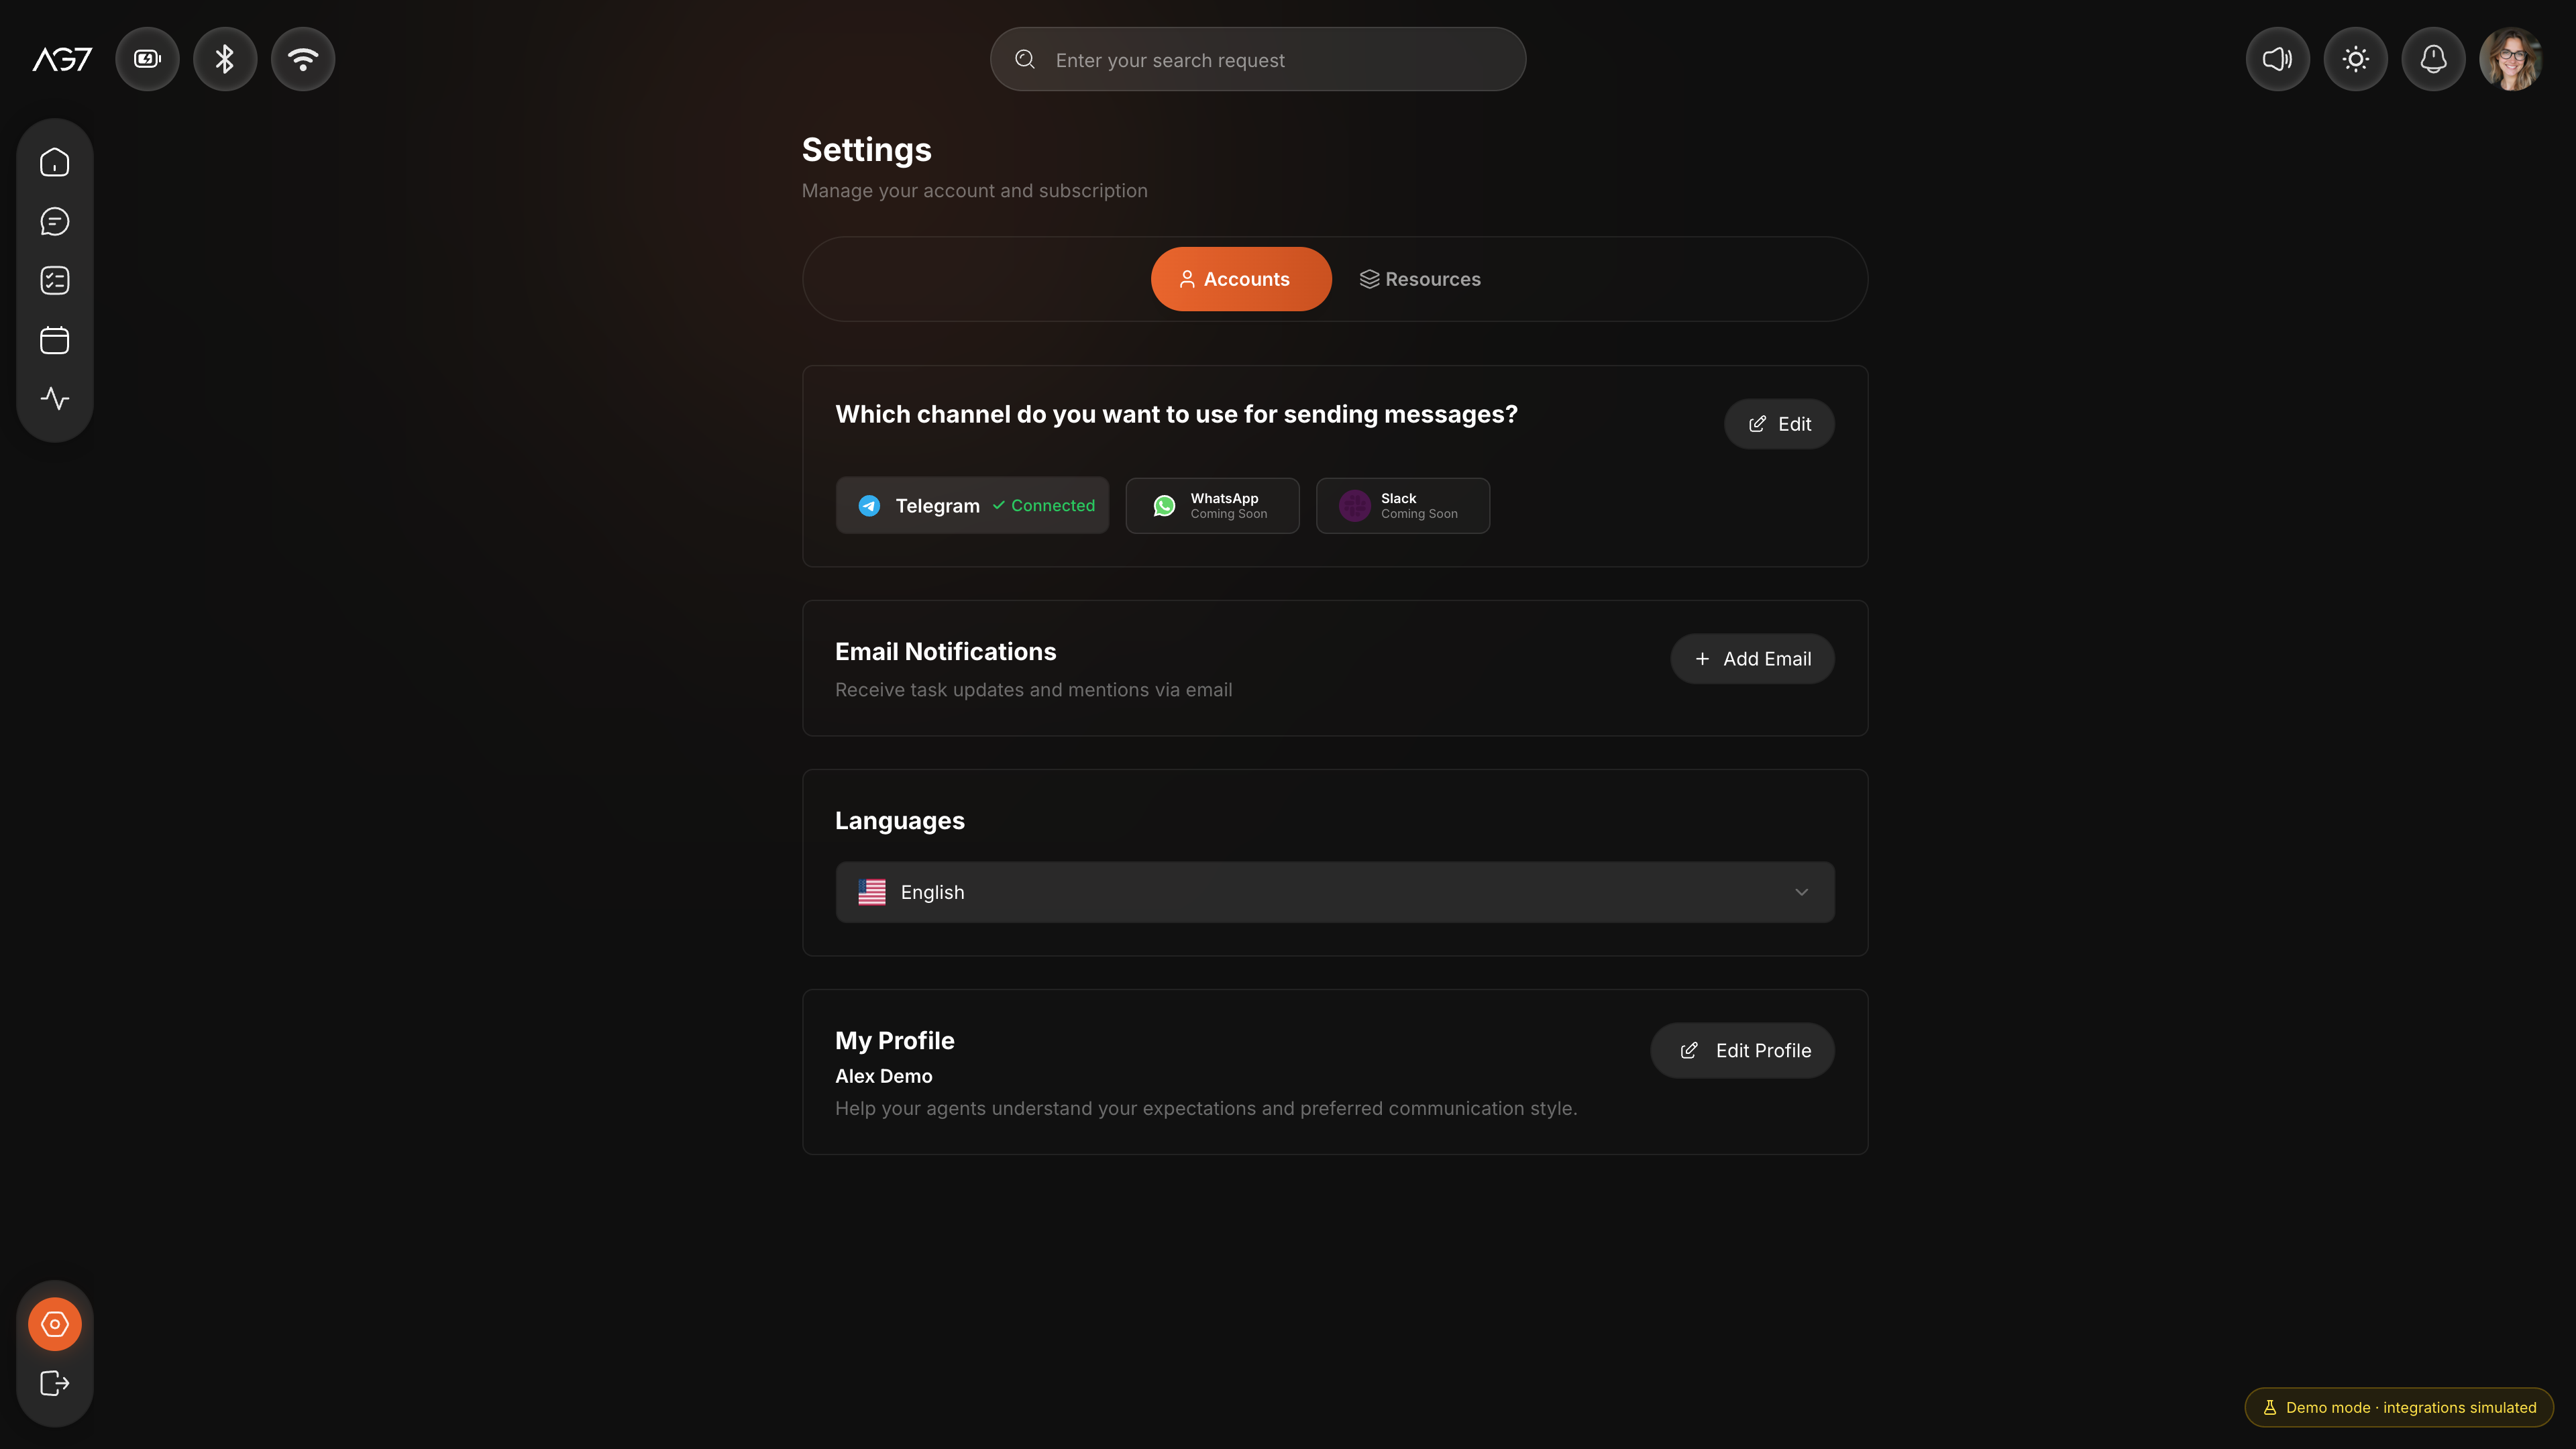 AG7
Enter your search request
Settings
Manage your account and subscription
Accounts
Resources
Which channel do you want to use for sending messages?
Edit
Telegram
Connected
WhatsApp
Coming Soon
Slack
Coming Soon
Email Notifications
Add Email
Receive task updates and mentions via email
Languages
English
My Profile
Edit Profile
Alex Demo
Help your agents understand your expectations and preferred communication style.
Demo mode · integrations simulated